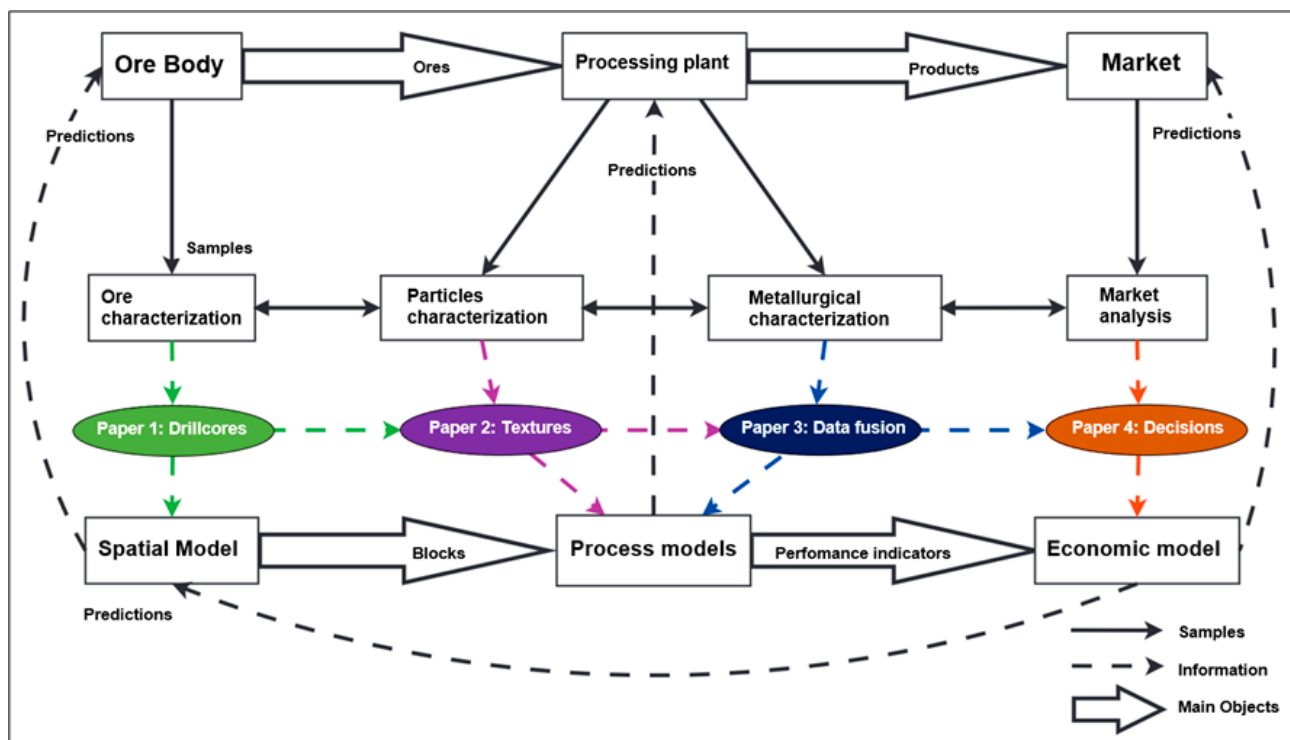 Ore Body
Ores
Processing plant
Products
Market
Predictions
Predictions
Predictions
Samples
Ore
characterization
Particles
characterization
Metallurgical
characterization
Market
analysis
Paper 1: Drillcores
Paper 2: Textures
Paper 3: Data fusion
Paper 4: Decisions
Spatial Model
Blocks
Process models
Perfomance indicators
Economic model
Predictions
Samples
Information
Main Objects